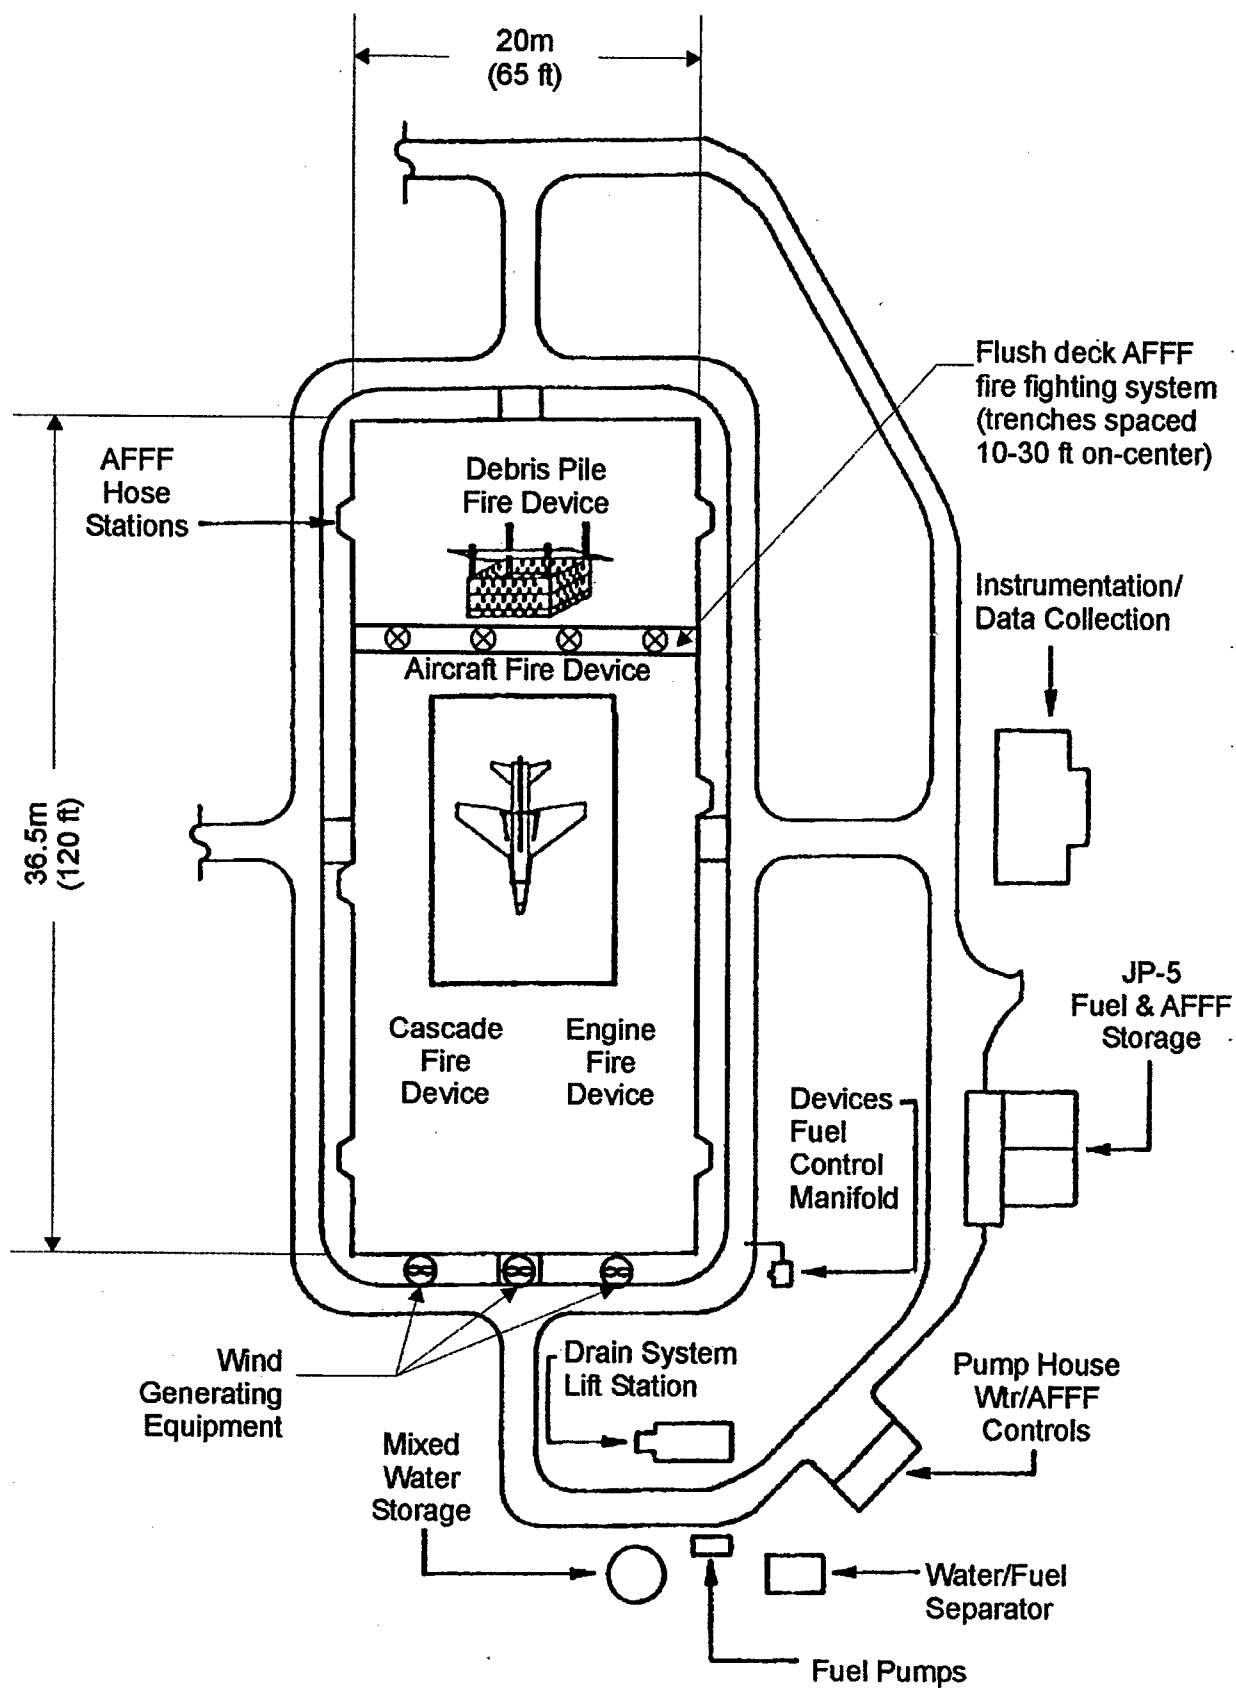 20m
(65 ft)
Flush deck AFFF
fire fighting system
(trenches spaced
10-30 ft on-center)
AFFF
Hose
Stations
Debris Pile
Fire Device
Instrumentation/
Data Collection
Aircraft Fire Device
36.5m
(120 ft)
JP-5
Fuel & AFFF
Storage
Cascade
Fire
Device
Engine
Fire
Device
Devices
Fuel
Control
Manifold
Wind
Generating
Equipment
Drain System
Lift Station
Pump House
Wtr/AFFF
Controls
Mixed
Water
Storage
Water/Fuel
Separator
Fuel Pumps